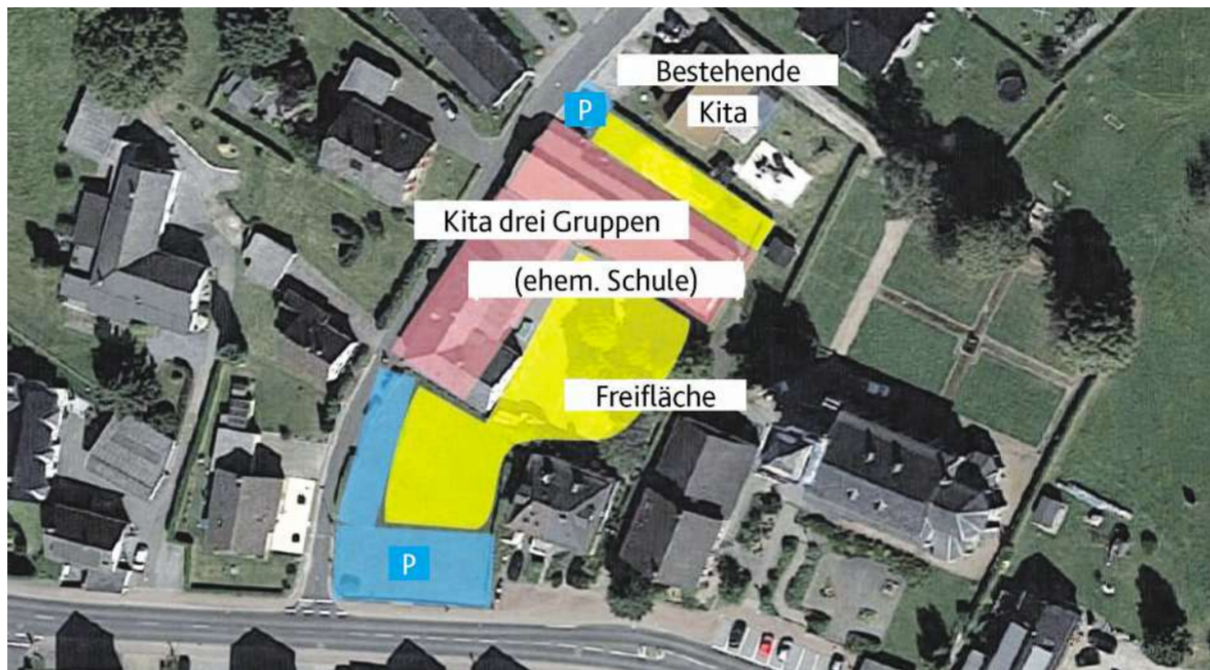 Bestehende
P
Kita
Kita drei Gruppen
(ehem. Schule)
Freifläche
P